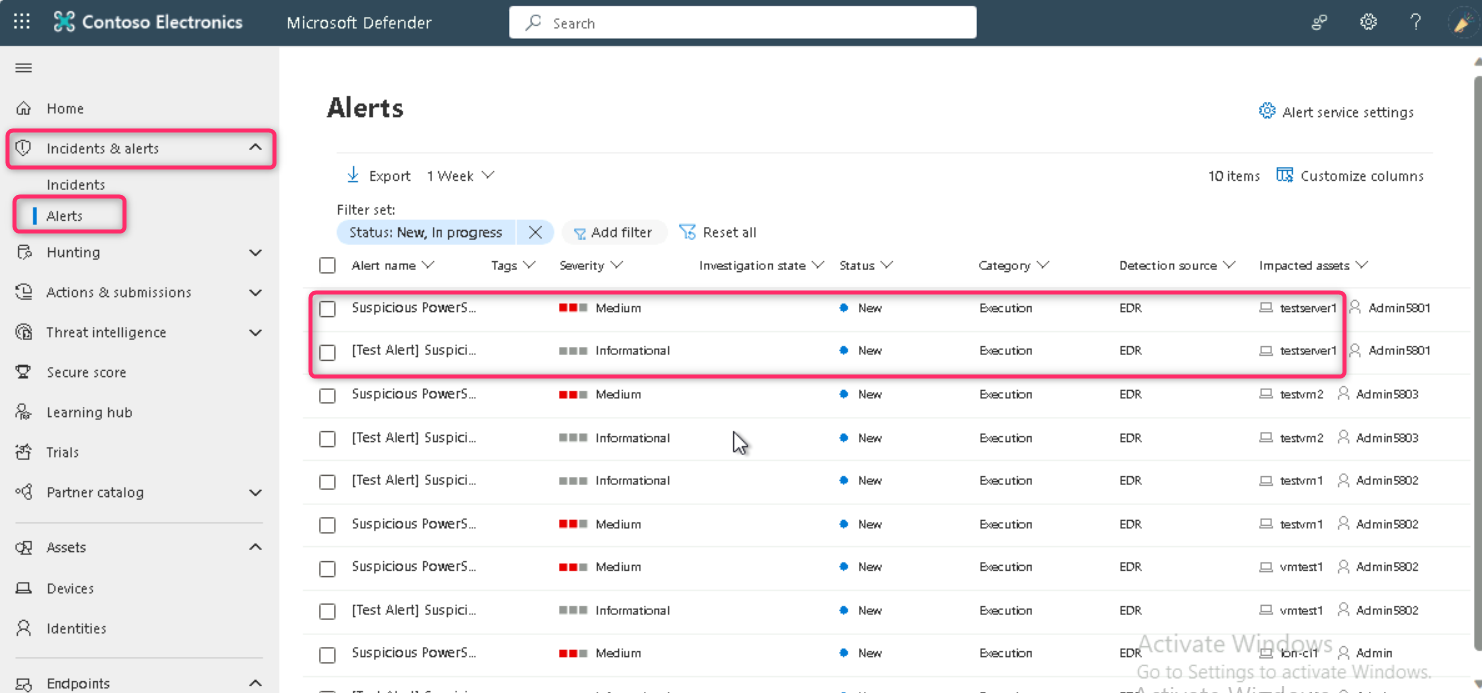 Contoso Electronics Microsoft Defender Search ?
Home
Incidents & alerts
Incidents
Alerts
Hunting
Actions & submissions
Threat intelligence
Secure score
Learning hub
Trials
Partner catalog
Assets
Devices
Identities
Endpoints
Alerts
Alert service settings
Export 1 Week 10 items Customize columns
Filter set:
Status: New, In progress Add filter Reset all
Alert name Tags Severity Investigation state Status Category Detection source Impacted assets
Suspicious PowerS... Medium New Execution EDR testserver1 Admin5801
[Test Alert] Suspici... Informational New Execution EDR testserver1 Admin5801
Suspicious PowerS... Medium New Execution EDR testvm2 Admin5803
[Test Alert] Suspici... Informational New Execution EDR testvm2 Admin5803
[Test Alert] Suspici... Informational New Execution EDR testvm1 Admin5802
Suspicious PowerS... Medium New Execution EDR testvm1 Admin5802
Suspicious PowerS... Medium New Execution EDR vmtest1 Admin5802
[Test Alert] Suspici... Informational New Execution EDR vmtest1 Admin5802
Suspicious PowerS... Medium New Execution EDR lon-cl1 Admin
Activate Windows
Go to Settings to activate Windows.